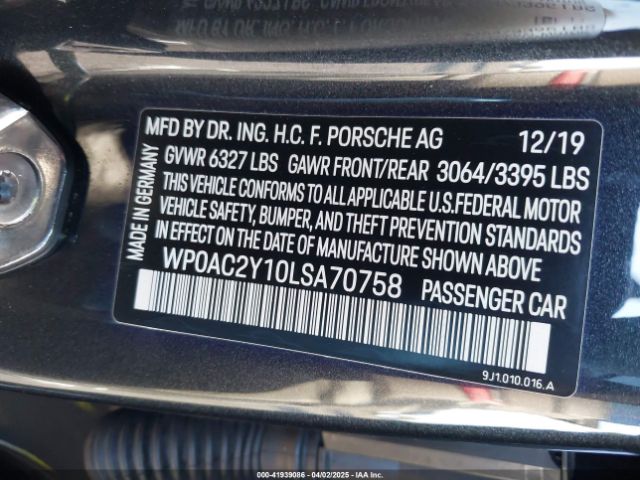 MFD BY DR. ING. H.C. F. PORSCHE AG 12/19
GVWR 6327 LBS GAWR FRONT/REAR 3064/3395 LBS
THIS VEHICLE CONFORMS TO ALL APPLICABLE U.S.FEDERAL MOTOR
VEHICLE SAFETY, BUMPER, AND THEFT PREVENTION STANDARDS
IN EFFECT ON THE DATE OF MANUFACTURE SHOWN ABOVE
WP0AC2Y10LSA70758 PASSENGER CAR
MADE IN GERMANY
9J1.010.016.A
000-41939086 - 04/02/2025 - IAAI.COM